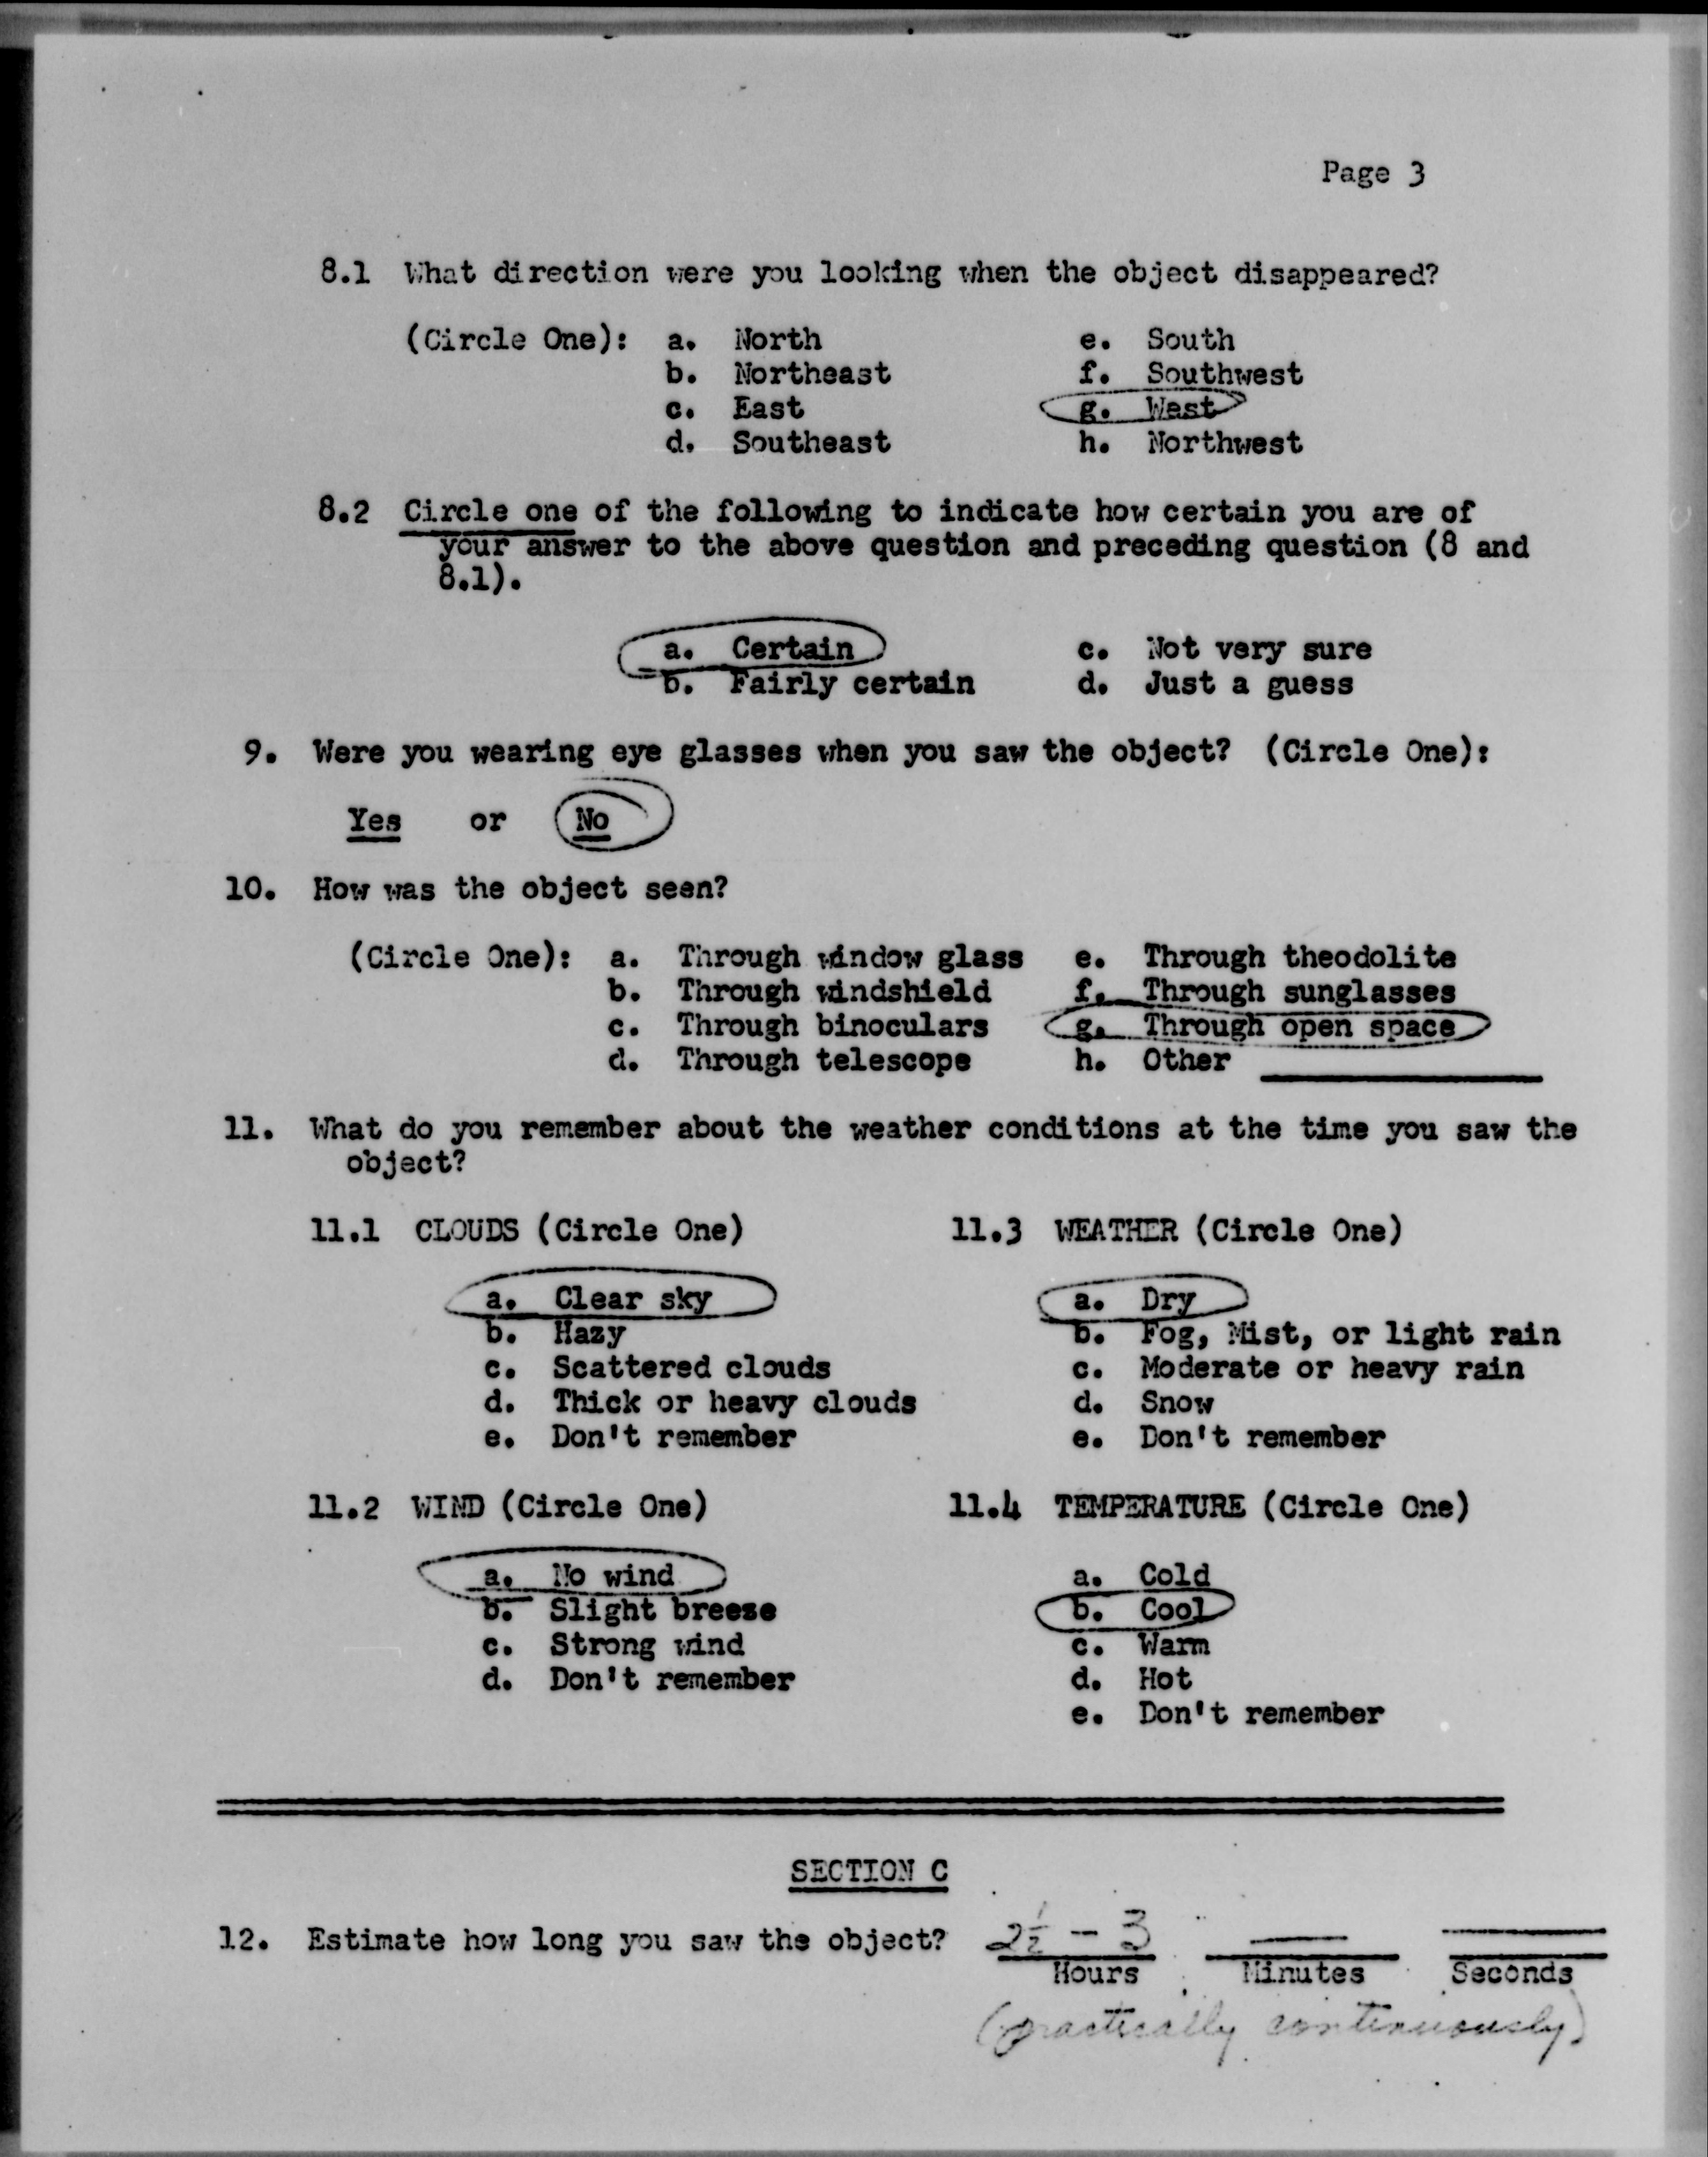 Page 3
8.1 What direction were you looking when the object disappeared?
(Circle One): a. North e. South
b. Northeast f. Southwest
c. East g. West
d. Southeast h. Northwest
8.2 Circle one of the following to indicate how certain you are of
your answer to the above question and preceding question (8 and
8.1).
a. Certain c. Not very sure
b. Fairly certain d. Just a guess
9. Were you wearing eye glasses when you saw the object? (Circle One):
Yes or No
10. How was the object seen?
(Circle One): a. Through window glass e. Through theodolite
b. Through windshield f. Through sunglasses
c. Through binoculars g. Through open space
d. Through telescope h. Other
11. What do you remember about the weather conditions at the time you saw the
object?
11.1 CLOUDS (Circle One) 11.3 WEATHER (Circle One)
a. Clear sky a. Dry
b. Hazy b. Fog, Mist, or light rain
c. Scattered clouds c. Moderate or heavy rain
d. Thick or heavy clouds d. Snow
e. Don't remember e. Don't remember
11.2 WIND (Circle One) 11.4 TEMPERATURE (Circle One)
a. No wind a. Cold
b. Slight breese b. Cool
c. Strong wind c. Warm
d. Don't remember d. Hot
e. Don't remember
SECTION C
12. Estimate how long you saw the object? 2½ - 3 — —
Hours Minutes Seconds
(practically continuously)